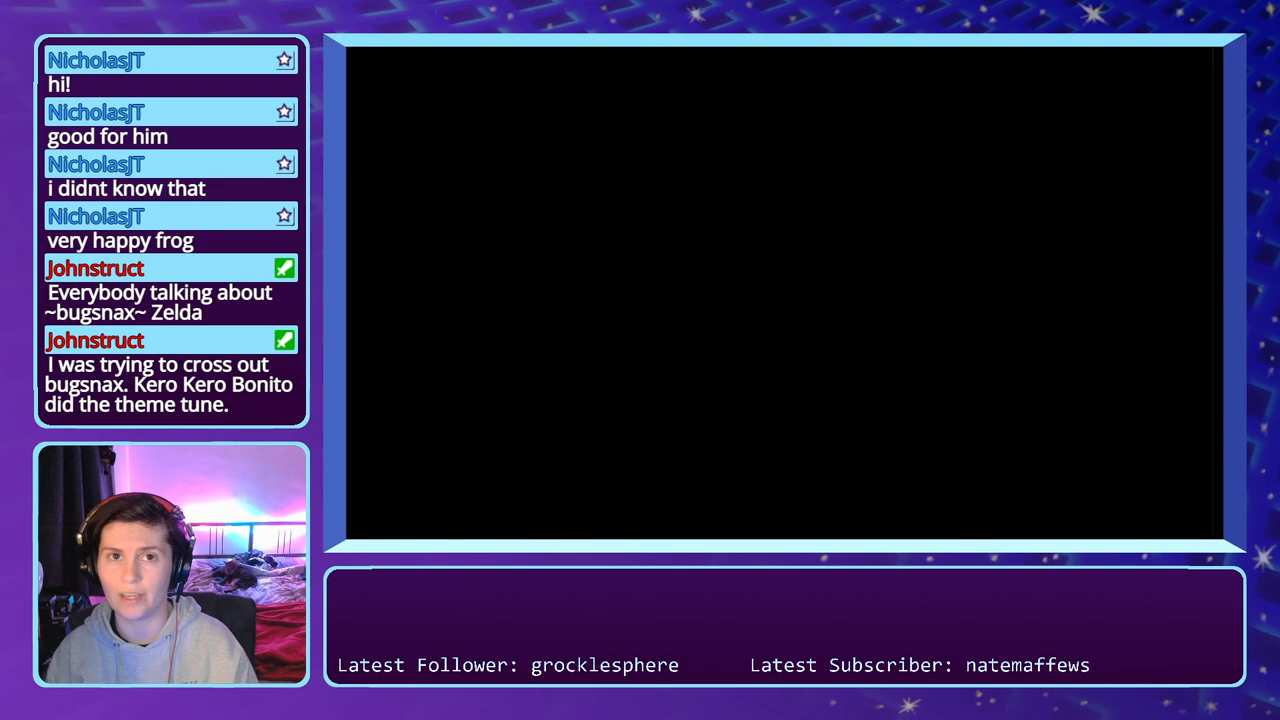 NicholasJT
hi!
NicholasJT
good for him
NicholasJT
i didnt know that
NicholasJT
very happy frog
Johnstruct
Everybody talking about
~bugsnax~ Zelda
Johnstruct
I was trying to cross out
bugsnax. Kero Kero Bonito
did the theme tune.
Latest Follower: grocklesphere
Latest Subscriber: natemaffews